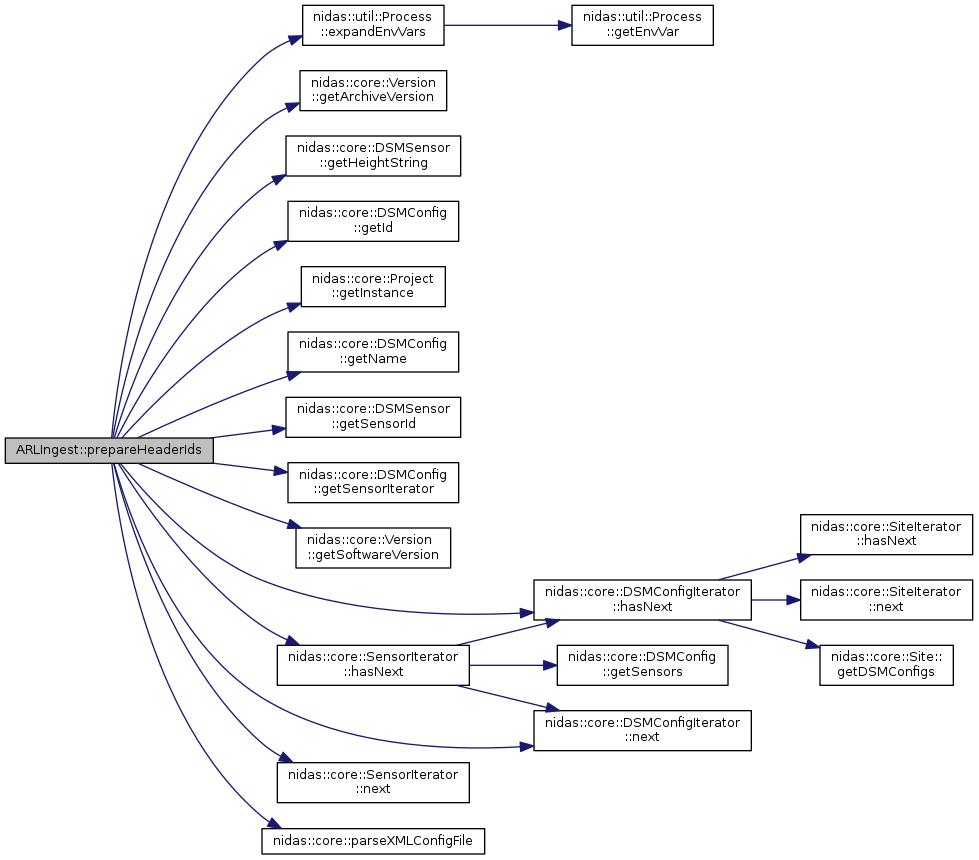 nidas::util::Process
::expandEnvVars
nidas::util::Process
::getEnvVar
nidas::core::Version
::getArchiveVersion
nidas::core::DSMSensor
::getHeightString
nidas::core::DSMConfig
::getId
nidas::core::Project
::getInstance
nidas::core::DSMConfig
::getName
nidas::core::DSMSensor
::getSensorId
ARLIngest::prepareHeaderIds
nidas::core::DSMConfig
::getSensorIterator
nidas::core::Version
::getSoftwareVersion
nidas::core::SiteIterator
::hasNext
nidas::core::DSMConfigIterator
::hasNext
nidas::core::SiteIterator
::next
nidas::core::SensorIterator
::hasNext
nidas::core::DSMConfig
::getSensors
nidas::core::Site::
getDSMConfigs
nidas::core::DSMConfigIterator
::next
nidas::core::SensorIterator
::next
nidas::core::parseXMLConfigFile